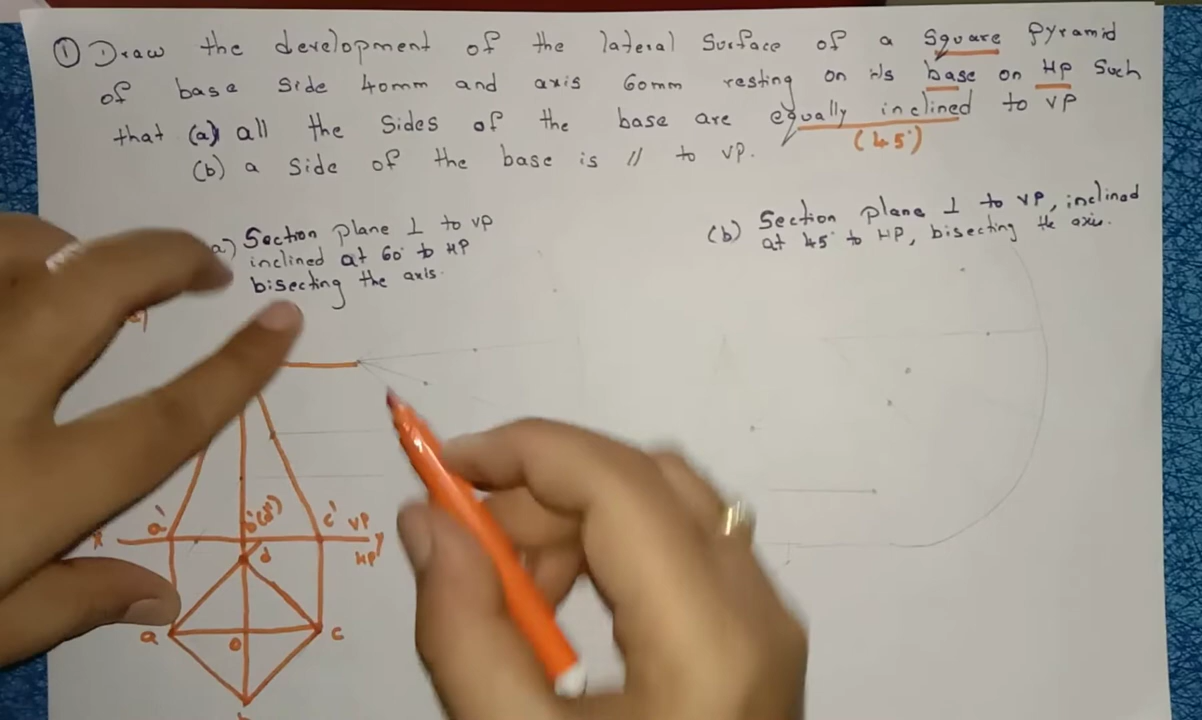 ① Draw the development of the lateral Surface of a Square Pyramid
of base side 40mm and axis 60mm resting on its base on HP Such
that (a) all the Sides of the base are equally inclined to VP
(45°)
(b) a Side of the base is // to VP.
a) Section plane ⊥ to VP
inclined at 60° to HP
bisecting the axis.
(b) Section plane ⊥ to VP, inclined
at 45° to HP, bisecting the axis.
a' b'(d') c' VP
x y
HP
d
a c
o
b